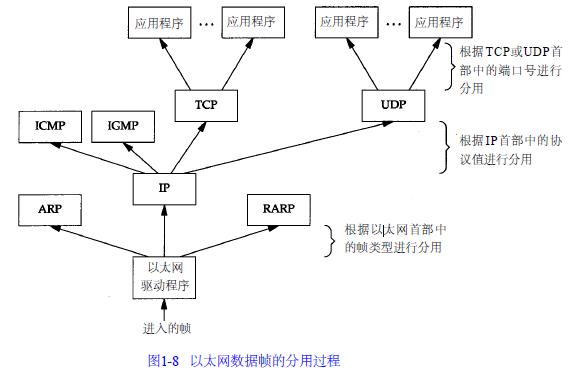 应用程序 … 应用程序 应用程序 … 应用程序
根据TCP或UDP首
部中的端口号进行
分用
TCP UDP
ICMP IGMP
根据IP首部中的协
议值进行分用
IP
ARP RARP
根据以太网首部中
的帧类型进行分用
以太网
驱动程序
进入的帧
图1-8 以太网数据帧的分用过程